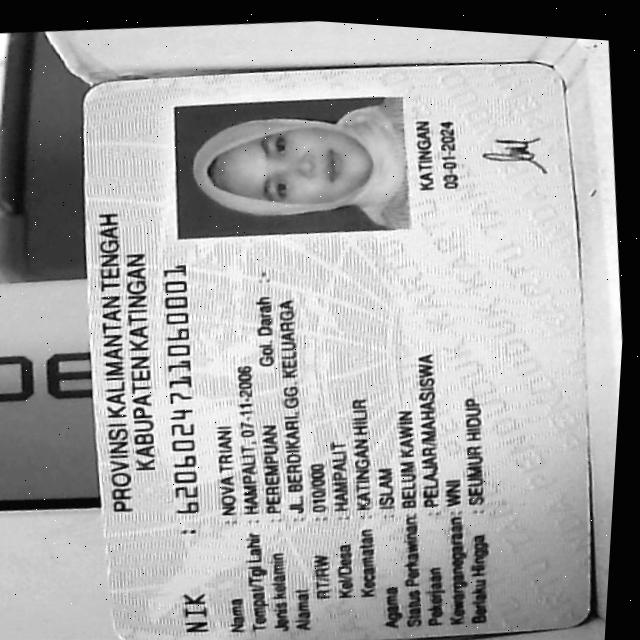 PROVINSI KALIMANTAN TENGAH
KABUPATEN KATINGAN
NIK : 6206024711060001
Nama : NOVA TRIANI
Tempat/Tgl Lahir : HAMPALIT, 07-11-2006
Jenis kelamin : PEREMPUAN Gol. Darah : -
Alamat : JL. BERDIKARI, GG. KELUARGA
RT/RW : 010/000
Kel/Desa : HAMPALIT
Kecamatan : KATINGAN HILIR
Agama : ISLAM
Status Perkawinan: BELUM KAWIN
Pekerjaan : PELAJAR/MAHASISWA
Kewarganegaraan: WNI
Berlaku Hingga : SEUMUR HIDUP
KATINGAN
03-01-2024